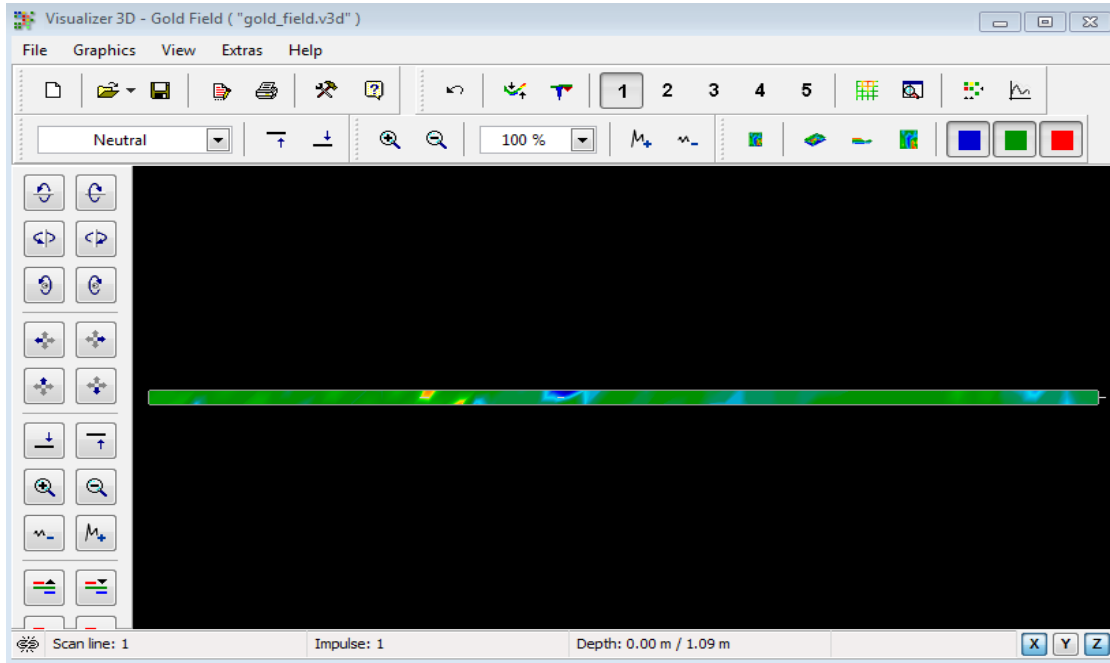 Visualizer 3D - Gold Field ( "gold_field.v3d" )
File Graphics View Extras Help
1 2 3 4 5
Neutral 100 %
Scan line: 1 Impulse: 1 Depth: 0.00 m / 1.09 m X Y Z